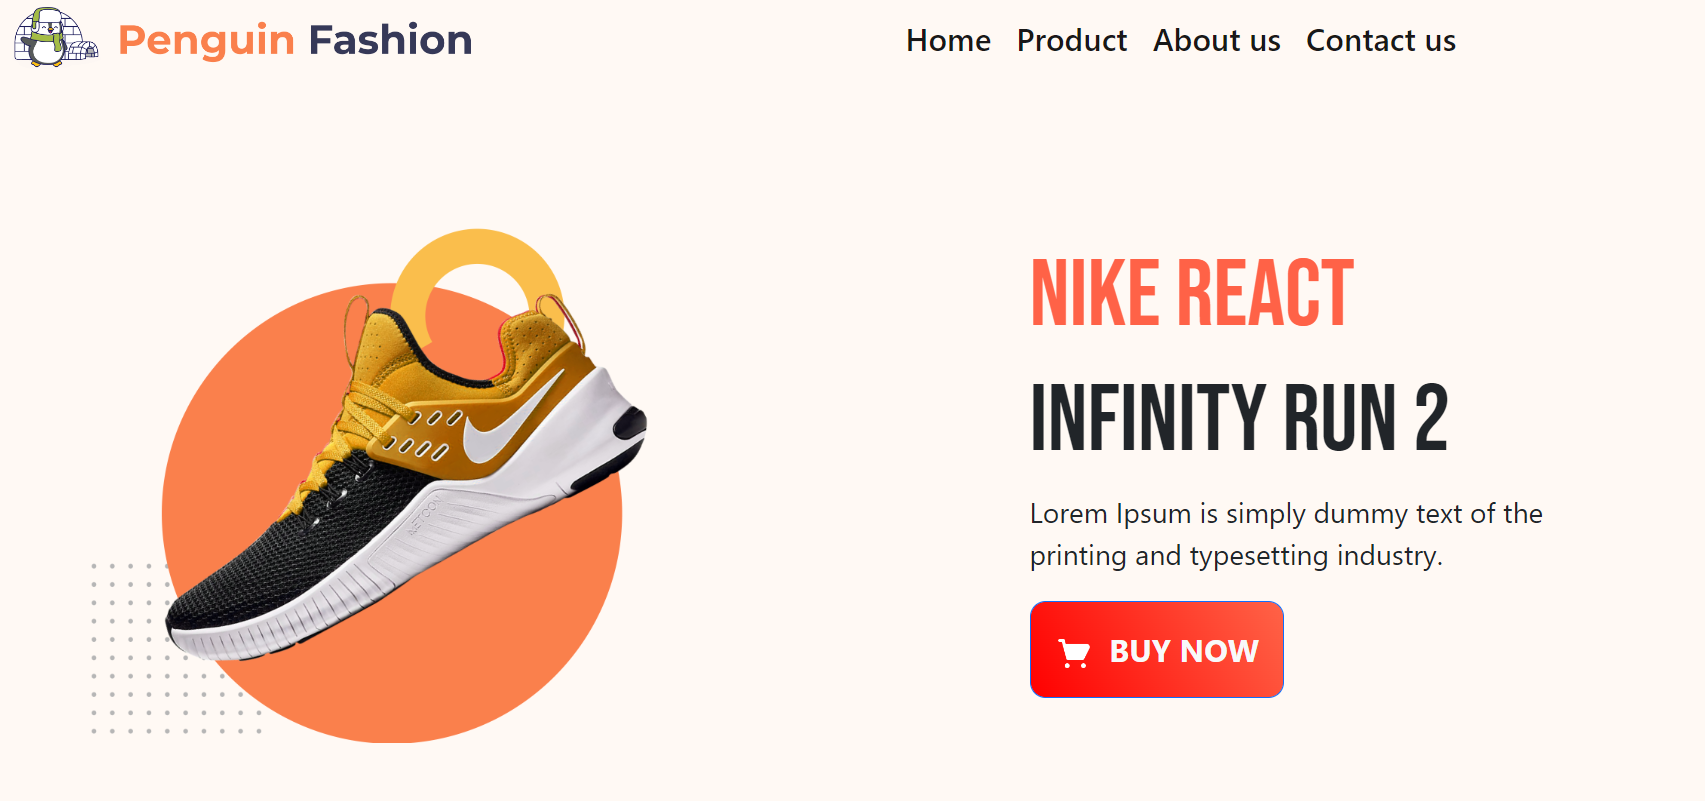 Penguin Fashion
Home Product About us Contact us
NIKE REACT
INFINITY RUN 2
Lorem Ipsum is simply dummy text of the
printing and typesetting industry.
BUY NOW
METCON